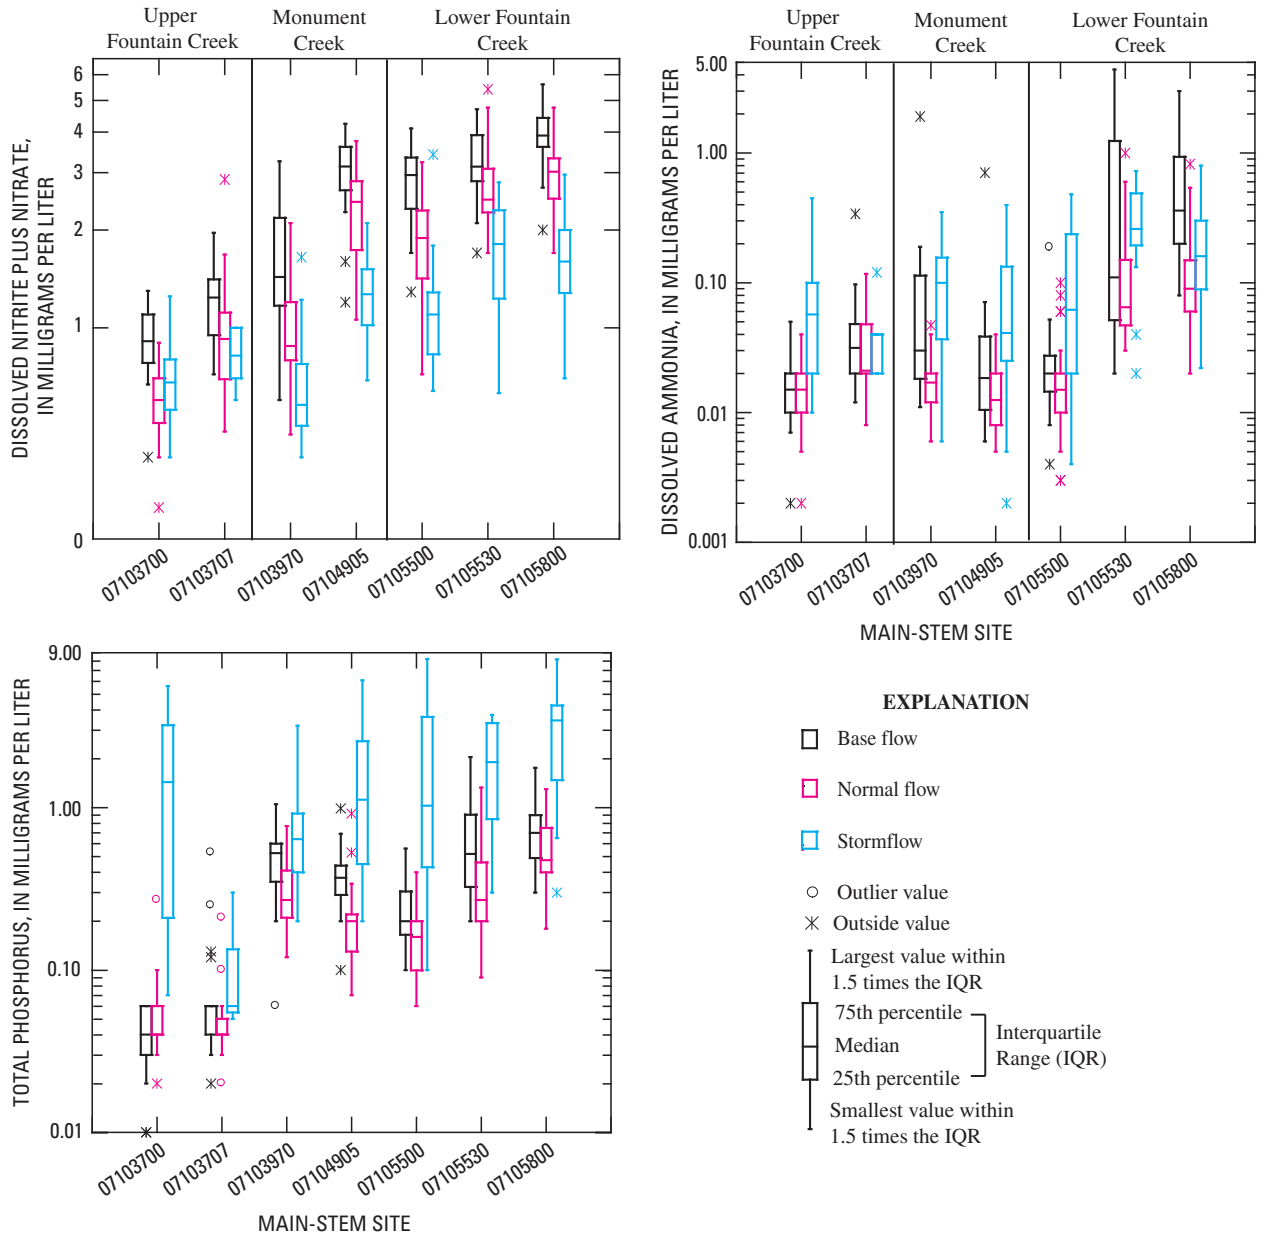 Upper
Fountain Creek
Monument
Creek
Lower Fountain
Creek
DISSOLVED NITRITE PLUS NITRATE,
IN MILLIGRAMS PER LITER
6
5
4
3
2
1
0
07103700
07103707
07103970
07104905
07105500
07105530
07105800
Upper
Fountain Creek
Monument
Creek
Lower Fountain
Creek
DISSOLVED AMMONIA, IN MILLIGRAMS PER LITER
5.00
1.00
0.10
0.01
0.001
07103700
07103707
07103970
07104905
07105500
07105530
07105800
MAIN-STEM SITE
TOTAL PHOSPHORUS, IN MILLIGRAMS PER LITER
9.00
1.00
0.10
0.01
07103700
07103707
07103970
07104905
07105500
07105530
07105800
MAIN-STEM SITE
EXPLANATION
Base flow
Normal flow
Stormflow
Outlier value
Outside value
Largest value within
1.5 times the IQR
75th percentile
Median
25th percentile
Interquartile
Range (IQR)
Smallest value within
1.5 times the IQR